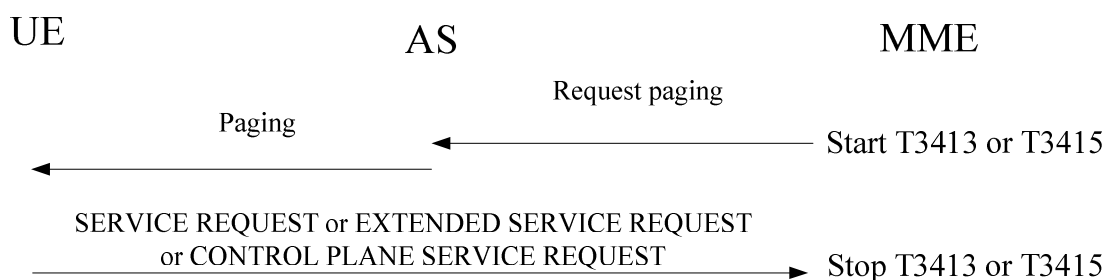 UE
AS
MME
Request paging
Paging
Start T3413 or T3415
SERVICE REQUEST or EXTENDED SERVICE REQUEST
or CONTROL PLANE SERVICE REQUEST
Stop T3413 or T3415